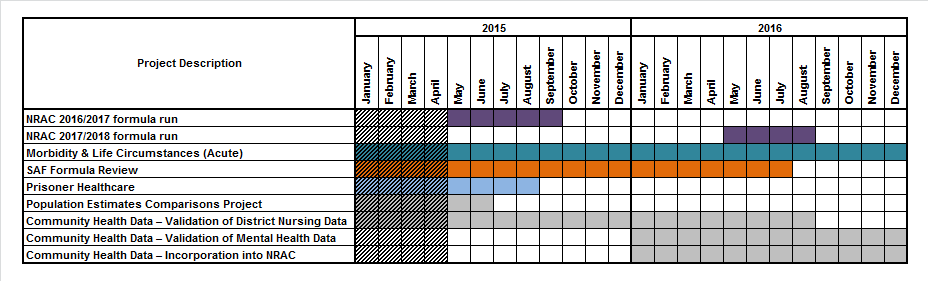 2015 2016
Project Description
January February March April May June July August September October November December January February March April May June July August September October November December
NRAC 2016/2017 formula run
NRAC 2017/2018 formula run
Morbidity & Life Circumstances (Acute)
SAF Formula Review
Prisoner Healthcare
Population Estimates Comparisons Project
Community Health Data – Validation of District Nursing Data
Community Health Data – Validation of Mental Health Data
Community Health Data – Incorporation into NRAC